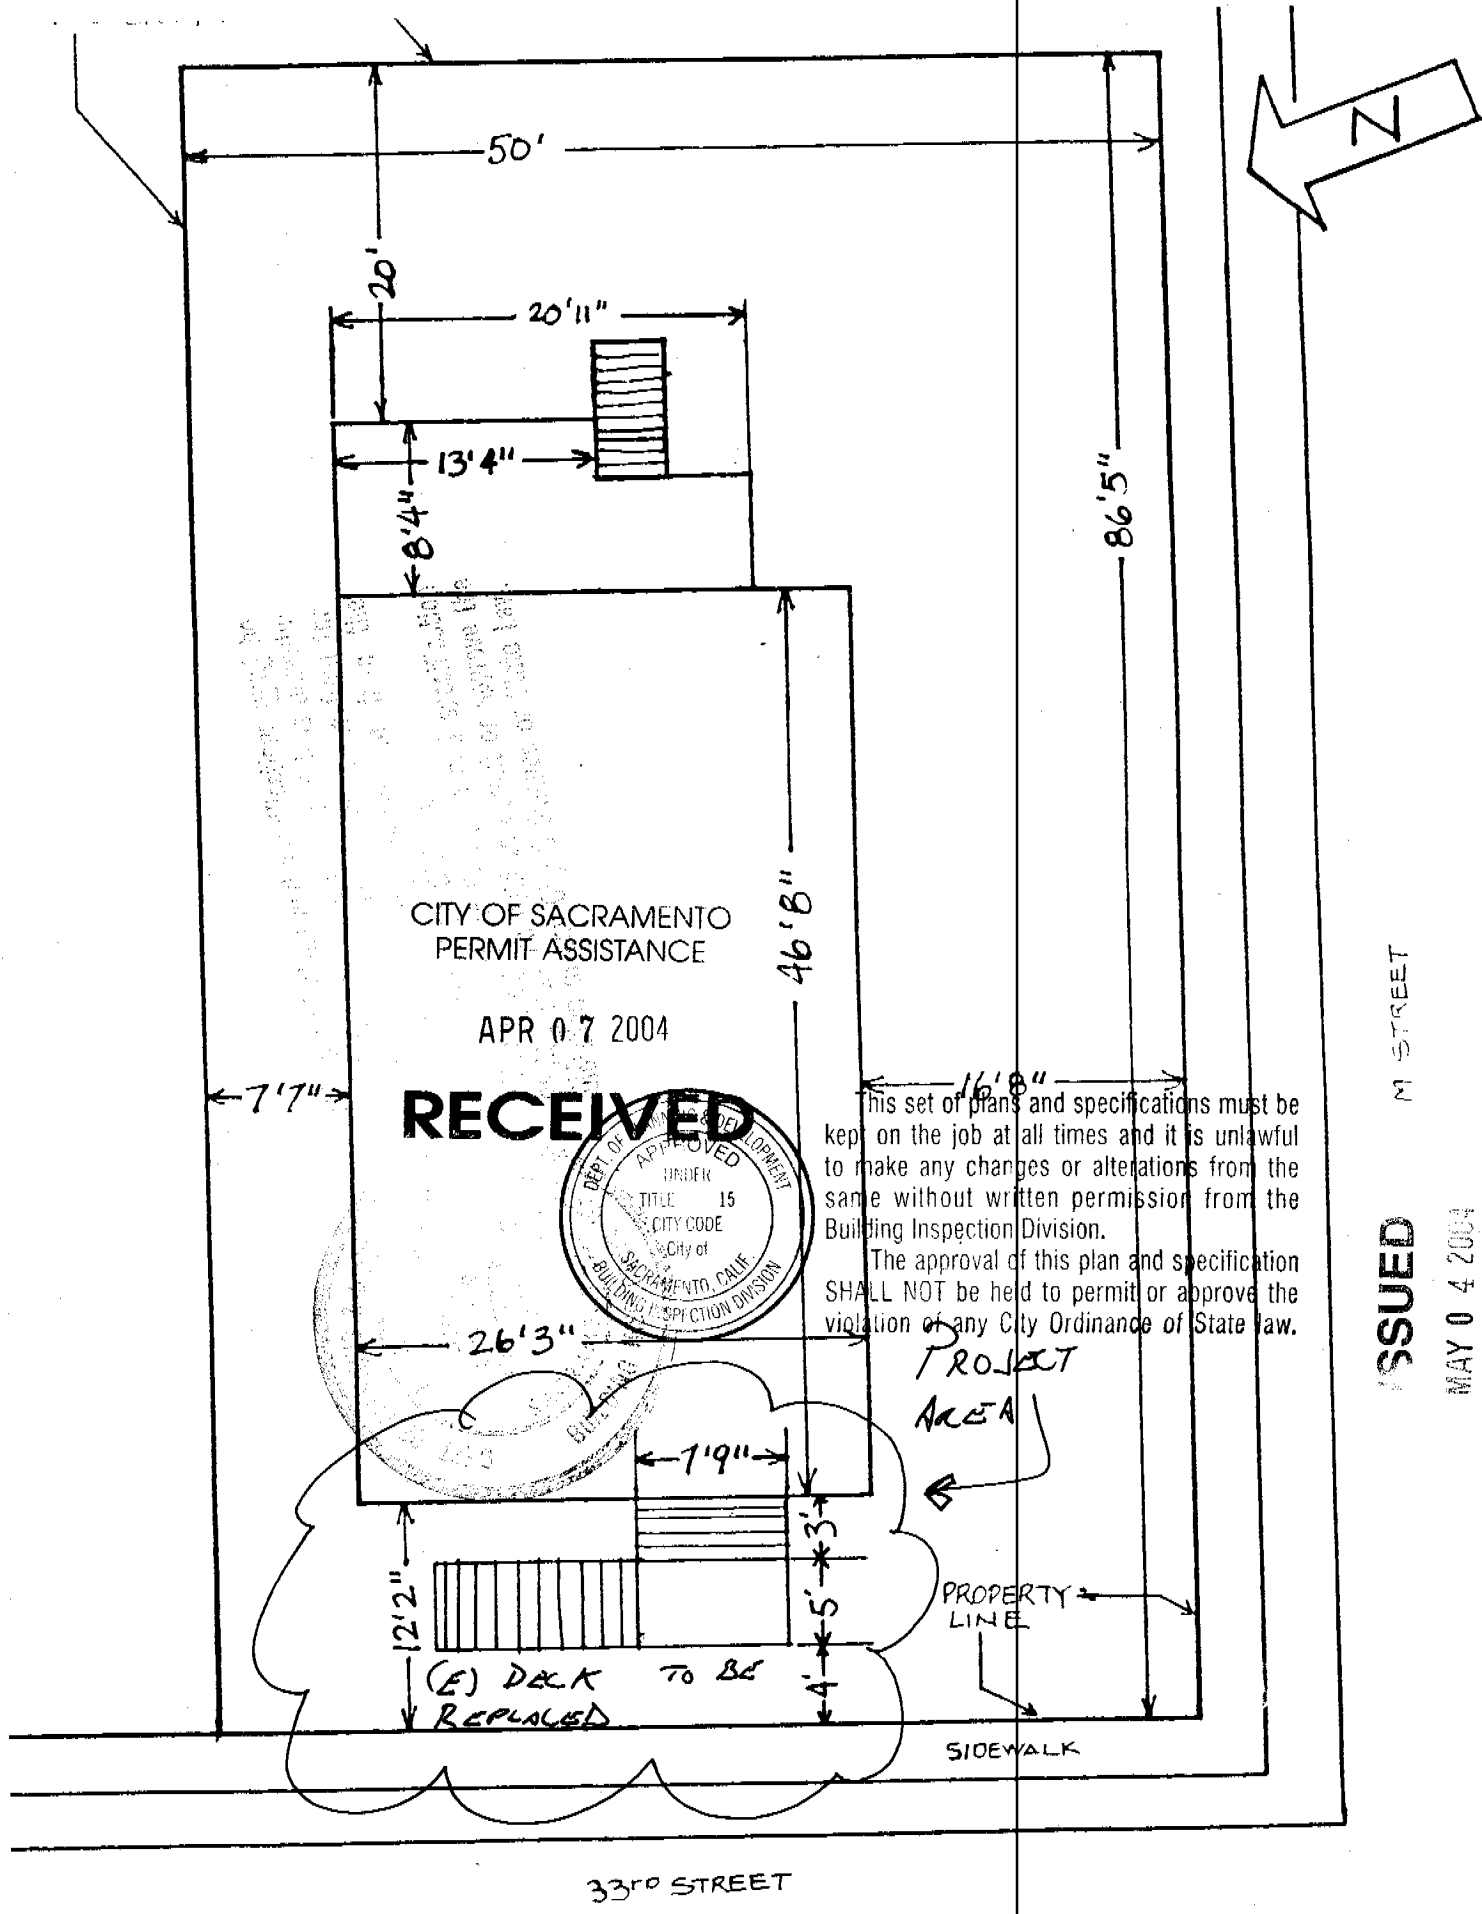 50'
N
20'
20'11"
13'4"
8'4"
86'5"
46'8"
CITY OF SACRAMENTO
PERMIT ASSISTANCE
APR 07 2004
RECEIVED
7'7"
16'8"
DEPT. OF PLANNING & DEVELOPMENT
APPROVED
UNDER
TITLE 15
CITY CODE
City of
SACRAMENTO, CALIF.
BUILDING INSPECTION DIVISION
This set of plans and specifications must be
kept on the job at all times and it is unlawful
to make any changes or alterations from the
same without written permission from the
Building Inspection Division.
The approval of this plan and specification
SHALL NOT be held to permit or approve the
violation of any City Ordinance of State law.
M STREET
ISSUED
MAY 04 2004
26'3"
PROJECT
AREA
7'9"
3'
5'
4'
12'2"
PROPERTY
LINE
(E) DECK TO BE
REPLACED
SIDEWALK
33RD STREET